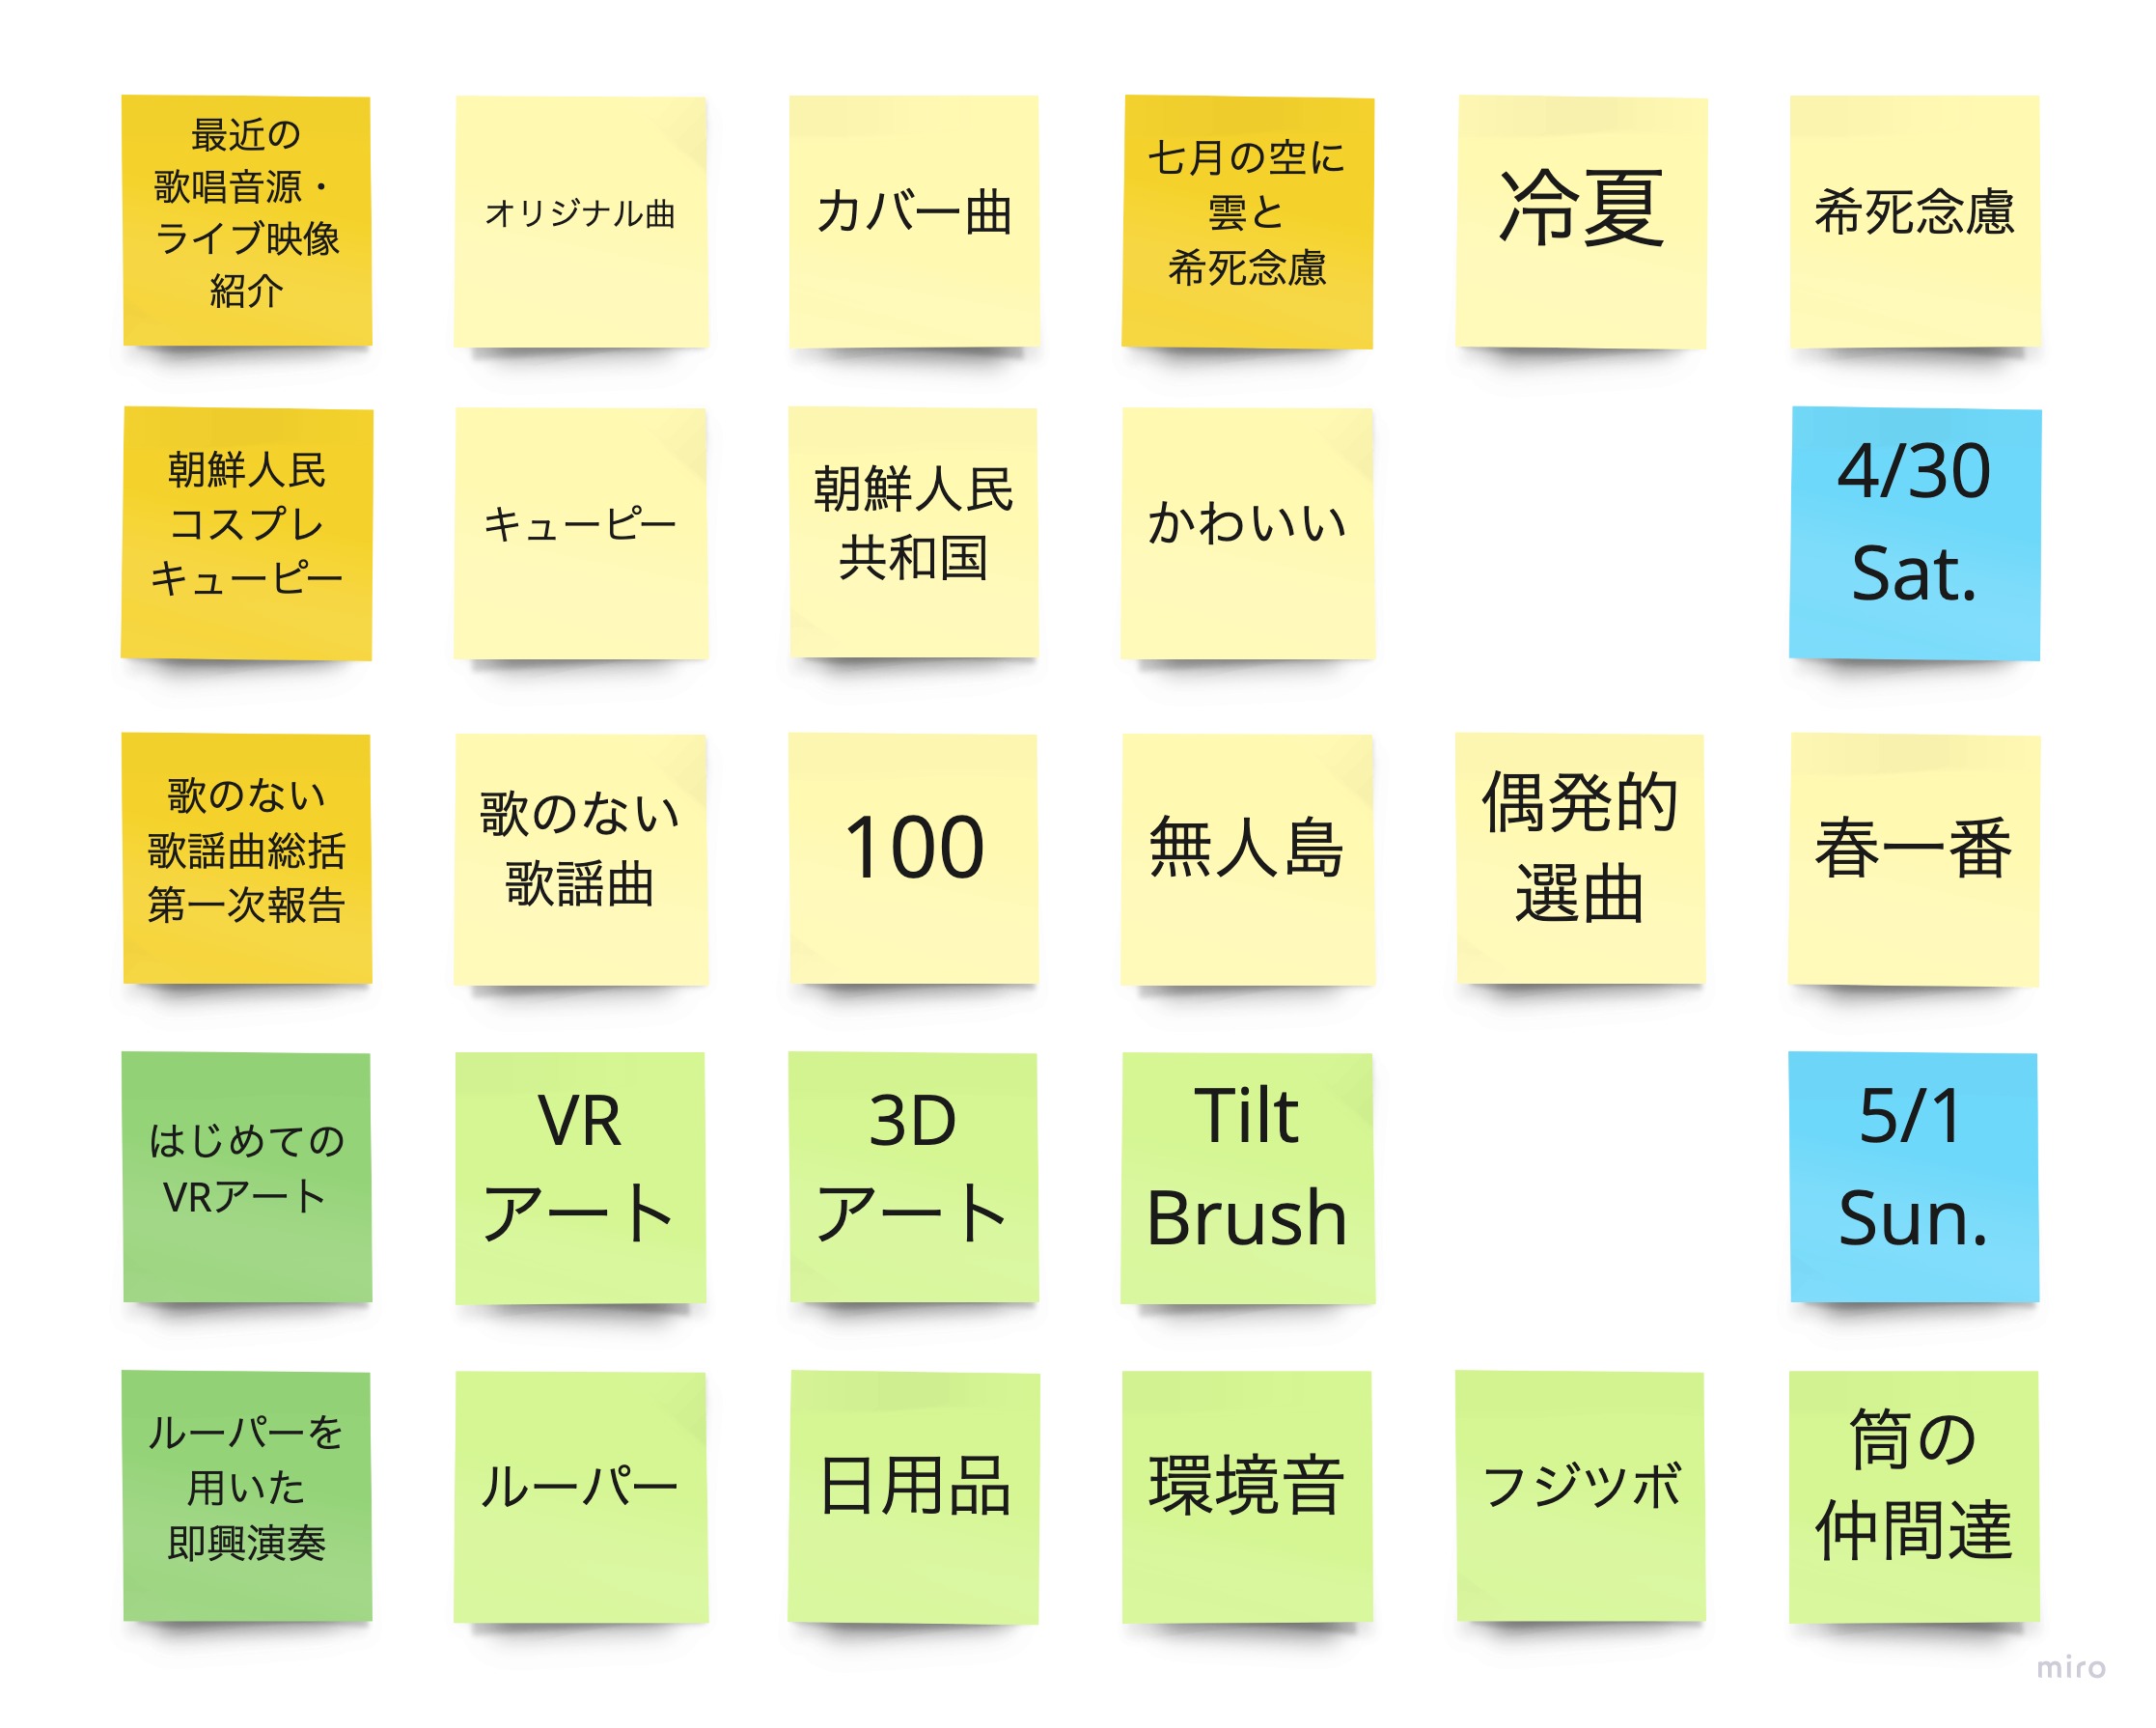 最近の
歌唱音源・
ライブ映像
紹介
オリジナル曲
カバー曲
七月の空に
雲と
希死念慮
冷夏
希死念慮
朝鮮人民
コスプレ
キューピー
キューピー
朝鮮人民
共和国
かわいい
4/30
Sat.
歌のない
歌謡曲総括
第一次報告
歌のない
歌謡曲
100
無人島
偶発的
選曲
春一番
はじめての
VRアート
VR
アート
3D
アート
Tilt
Brush
5/1
Sun.
ルーパーを
用いた
即興演奏
ルーパー
日用品
環境音
フジツボ
筒の
仲間達
miro